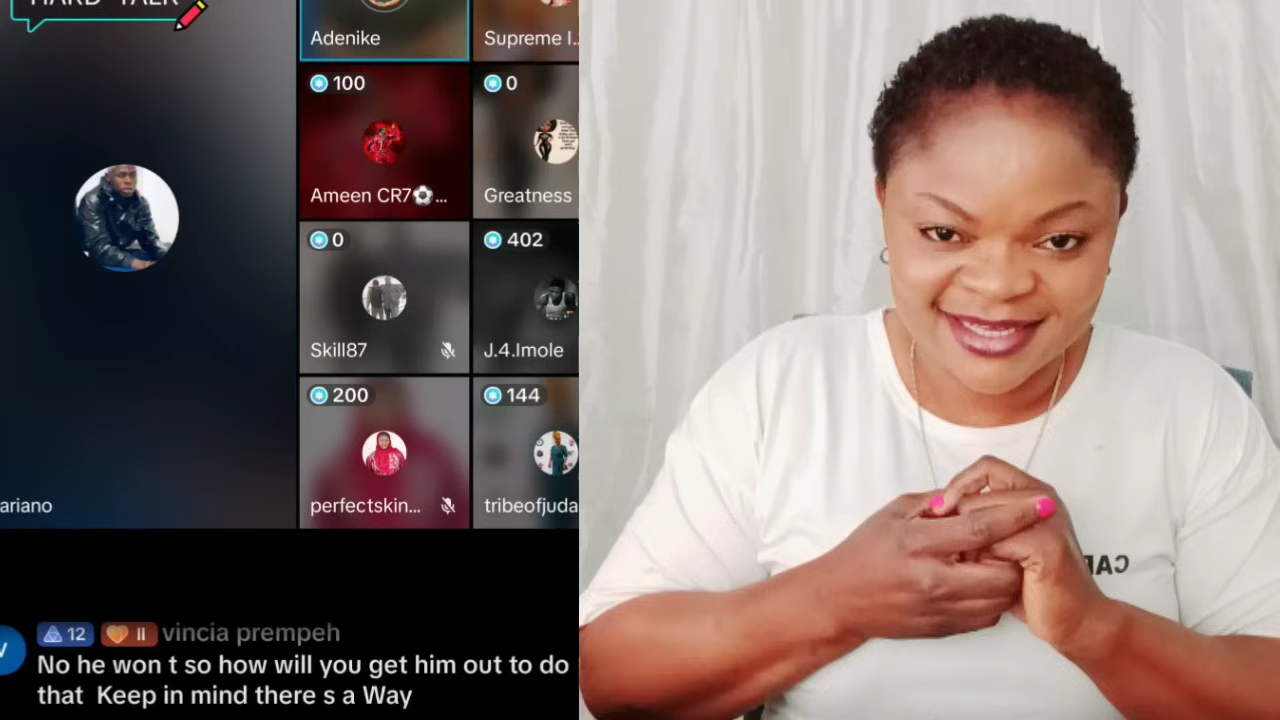 HARD TALK
Adenike
Supreme I..
100
0
Ameen CR7⚽...
Greatness
0
402
Skill87
J.4.Imole
200
144
ariano
perfectskin...
tribeofjuda
V
12
II
vincia prempeh
No he won t so how will you get him out to do
that Keep in mind there s a Way